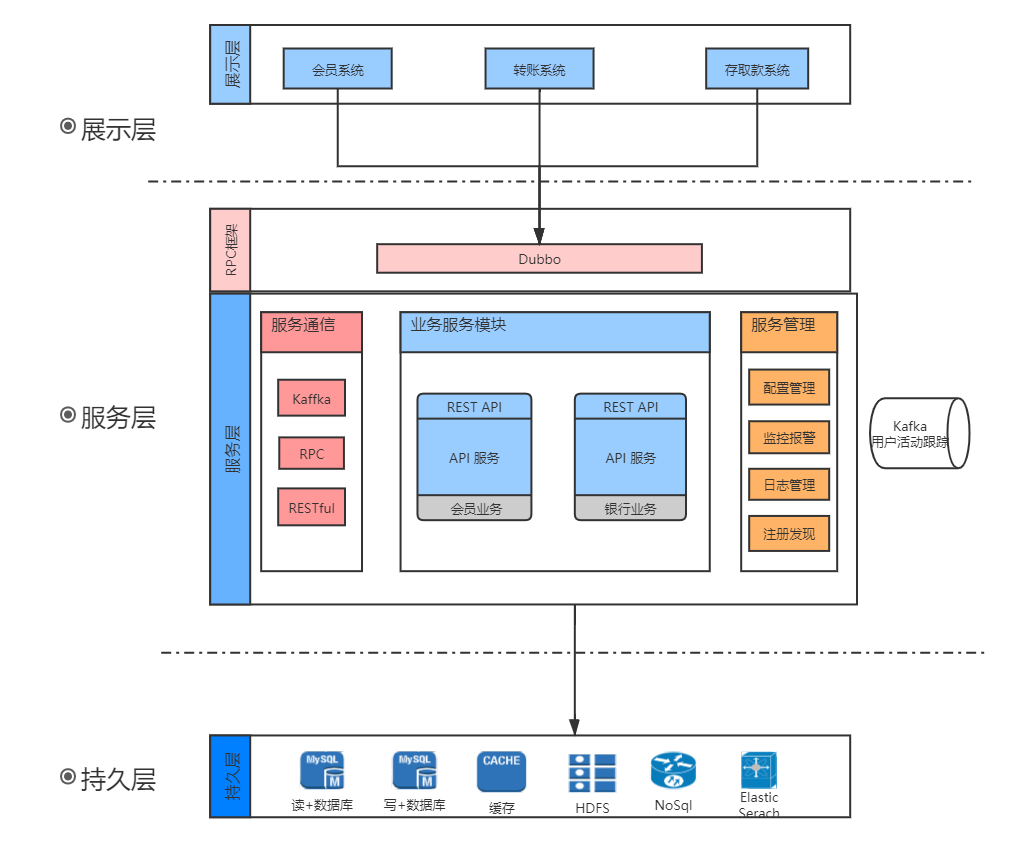 展示层
会员系统
转账系统
存取款系统
展示层
RPC框架
Dubbo
服务层
服务层
服务通信
Kaffka
RPC
RESTful
业务服务模块
REST API
API 服务
会员业务
REST API
API 服务
银行业务
服务管理
配置管理
监控报警
日志管理
注册发现
Kafka
用户活动跟踪
持久层
持久层
MySQL
M
读+数据库
MySQL
M
写+数据库
CACHE
缓存
HDFS
NoSql
Elastic
Serach